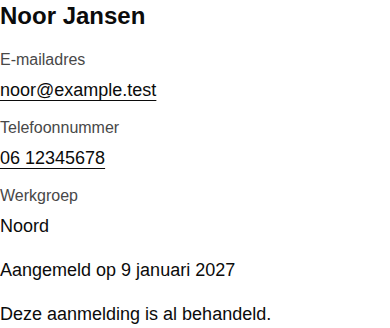 Noor Jansen
E-mailadres
noor@example.test
Telefoonnummer
06 12345678
Werkgroep
Noord
Aangemeld op 9 januari 2027
Deze aanmelding is al behandeld.